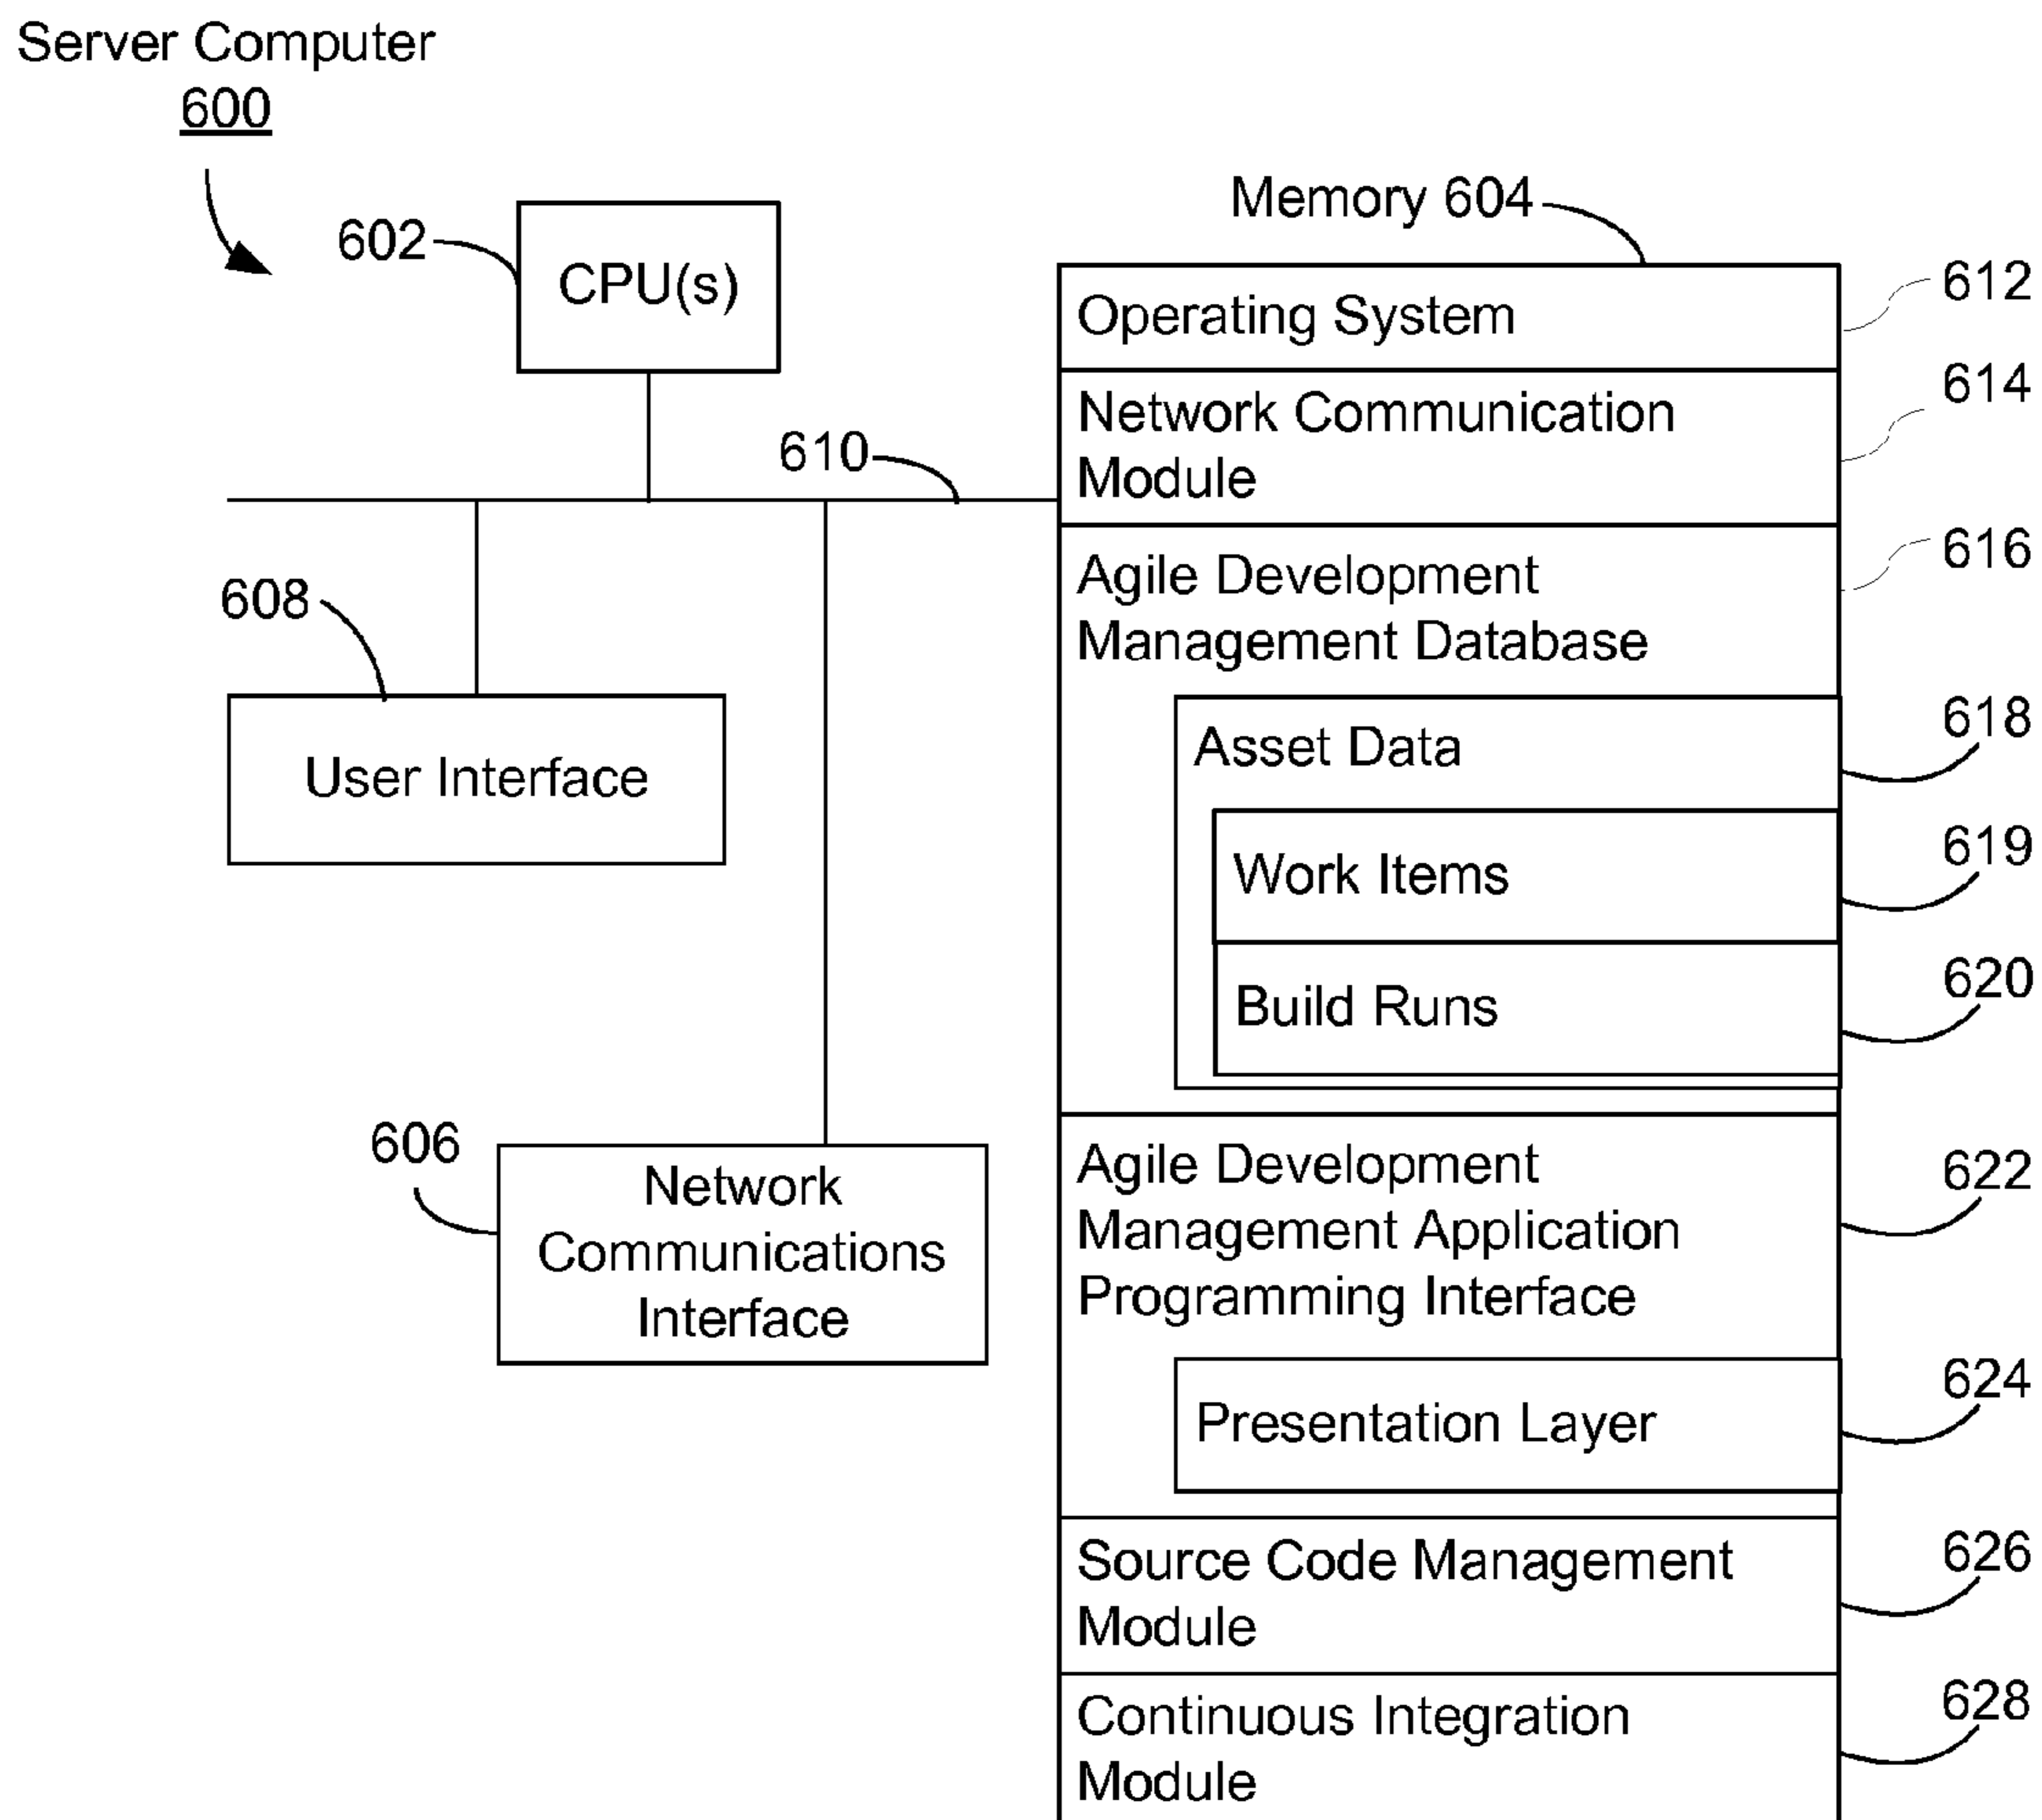 Server Computer
600
602
CPU(s)
Memory 604
Operating System
612
Network Communication
Module
614
610
Agile Development
Management Database
616
608
User Interface
Asset Data
618
Work Items
619
Build Runs
620
606
Network
Communications
Interface
Agile Development
Management Application
Programming Interface
622
Presentation Layer
624
Source Code Management
Module
626
Continuous Integration
Module
628